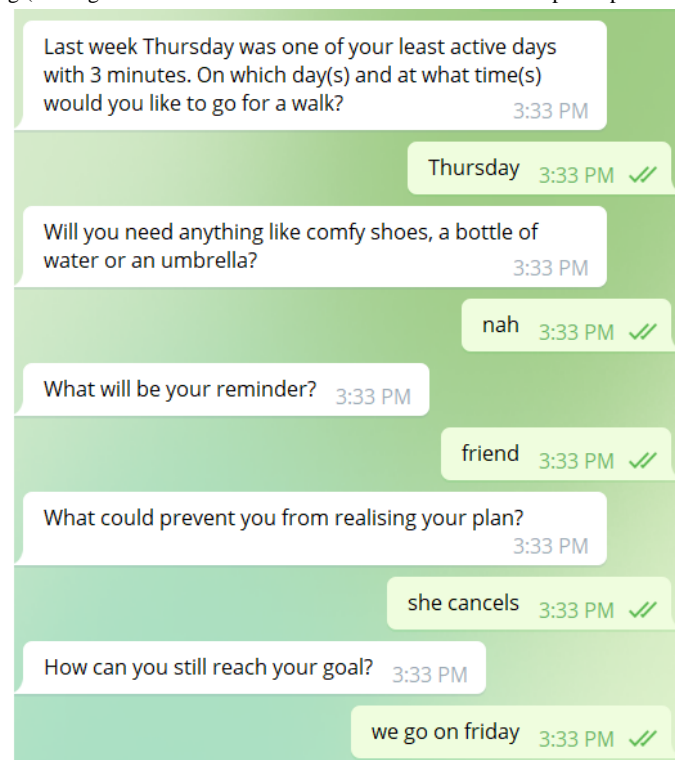 Last week Thursday was one of your least active days
with 3 minutes. On which day(s) and at what time(s)
would you like to go for a walk? 3:33 PM
Thursday 3:33 PM
Will you need anything like comfy shoes, a bottle of
water or an umbrella? 3:33 PM
nah 3:33 PM
What will be your reminder? 3:33 PM
friend 3:33 PM
What could prevent you from realising your plan?
3:33 PM
she cancels 3:33 PM
How can you still reach your goal? 3:33 PM
we go on friday 3:33 PM